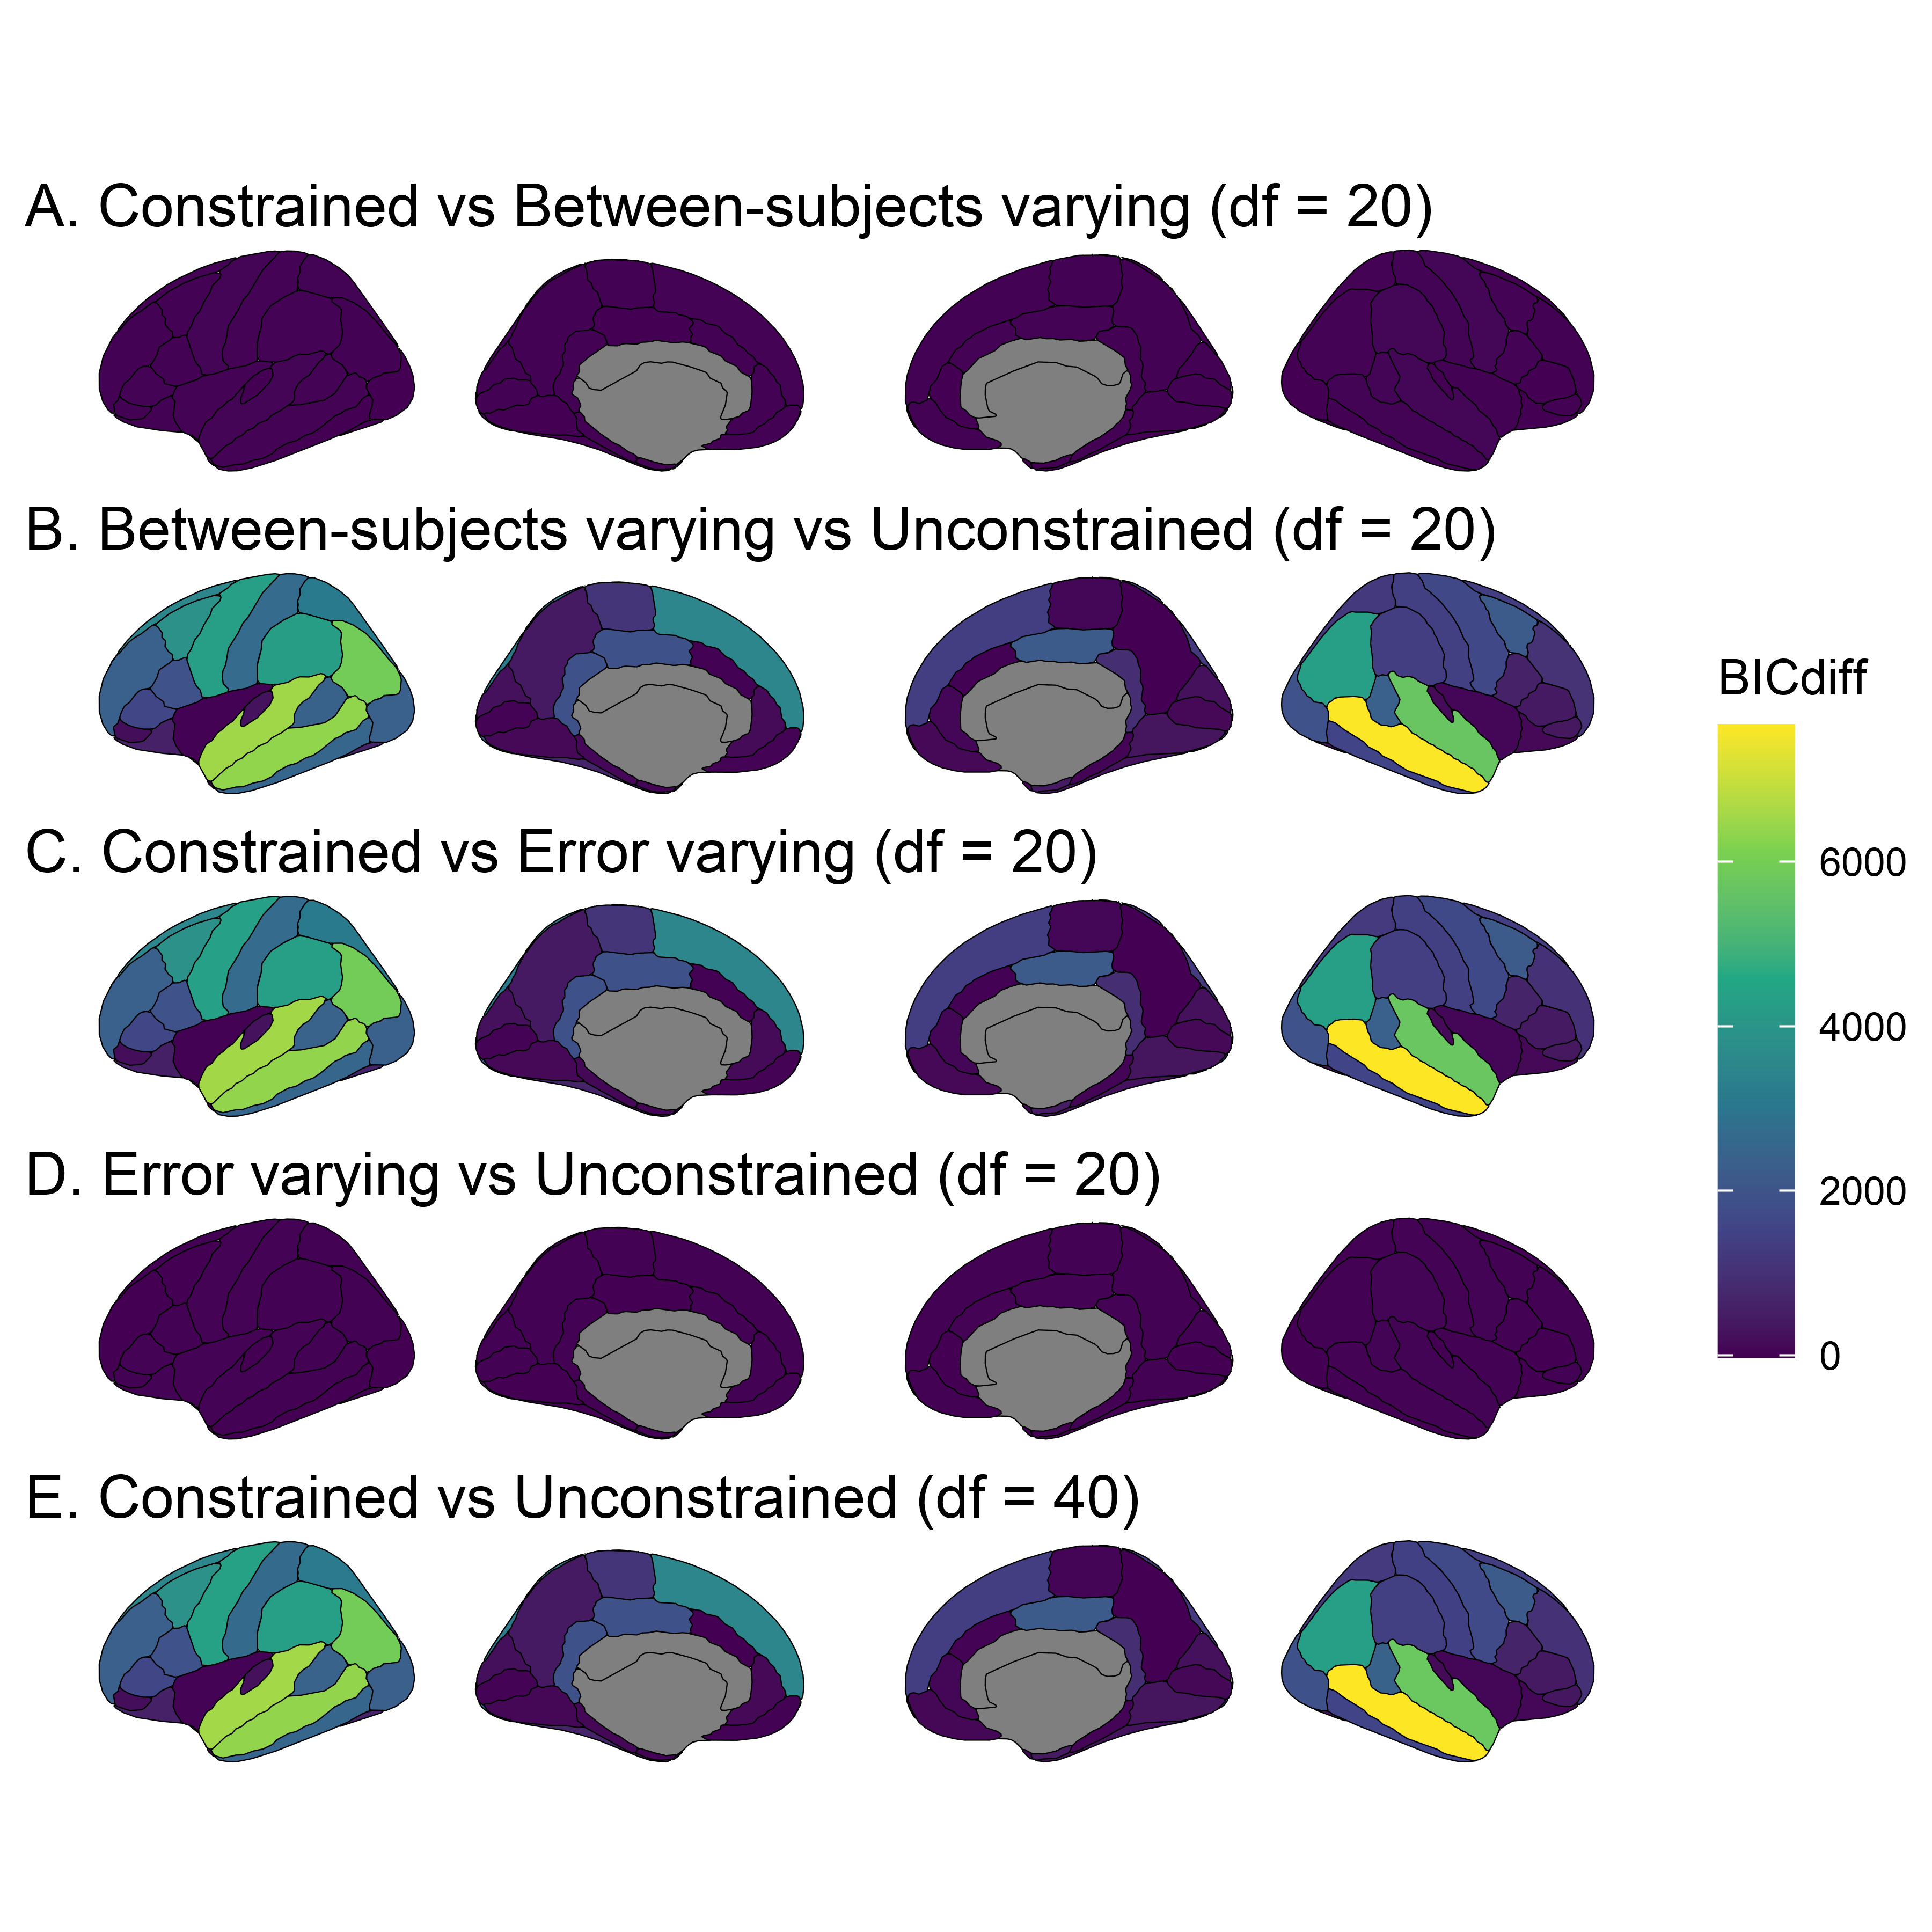 A. Constrained vs Between-subjects varying (df = 20)
B. Between-subjects varying vs Unconstrained (df = 20)
BICdiff
C. Constrained vs Error varying (df = 20)
6000
4000
D. Error varying vs Unconstrained (df = 20)
2000
0
E. Constrained vs Unconstrained (df = 40)